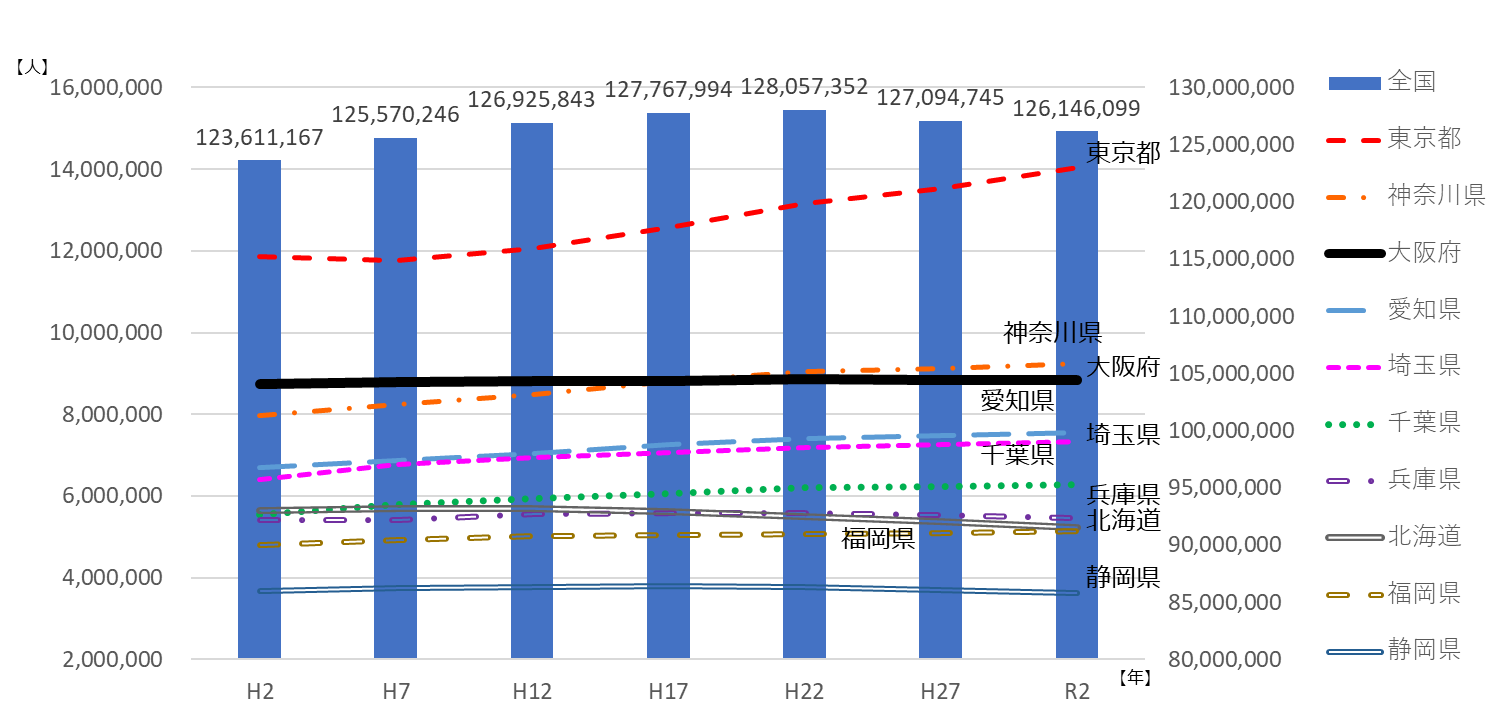 【人】
16,000,000
14,000,000
12,000,000
10,000,000
8,000,000
6,000,000
4,000,000
2,000,000
123,611,167
125,570,246
126,925,843
127,767,994
128,057,352
127,094,745
126,146,099
東京都
神奈川県
大阪府
愛知県
埼玉県
千葉県
兵庫県
北海道
福岡県
静岡県
130,000,000
125,000,000
120,000,000
115,000,000
110,000,000
105,000,000
100,000,000
95,000,000
90,000,000
85,000,000
80,000,000
H2
H7
H12
H17
H22
H27
R2
【年】
全国
東京都
神奈川県
大阪府
愛知県
埼玉県
千葉県
兵庫県
北海道
福岡県
静岡県